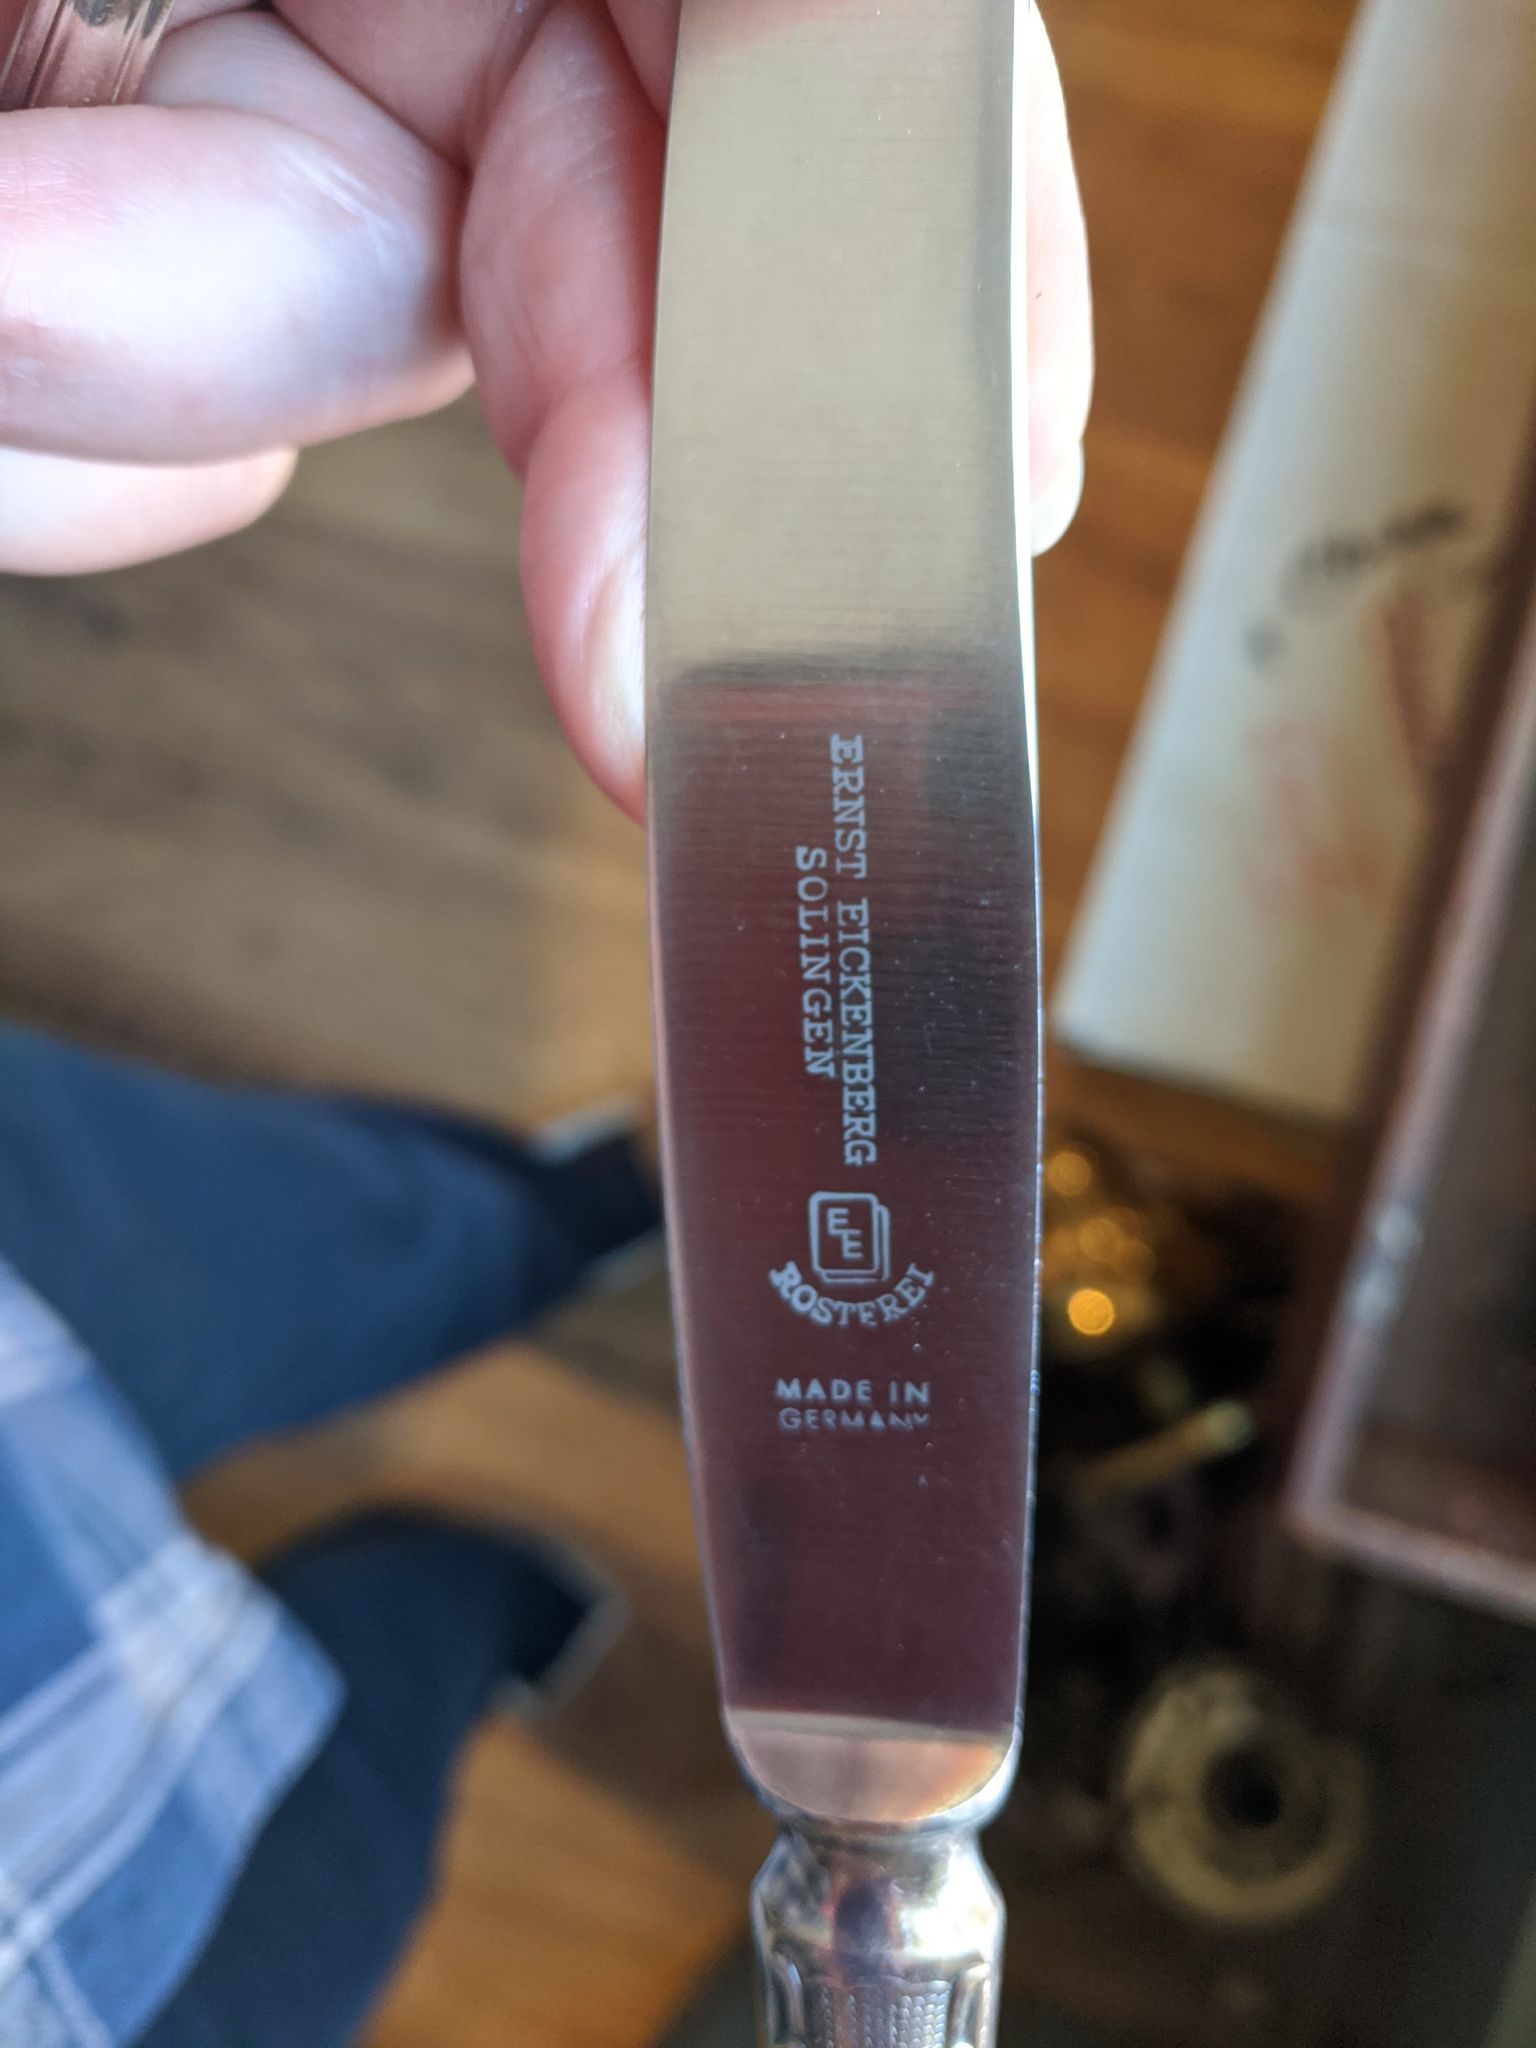 ERNST EICKENBERG
SOLINGEN
EE
ROSTEREI
MADE IN
GERMANY